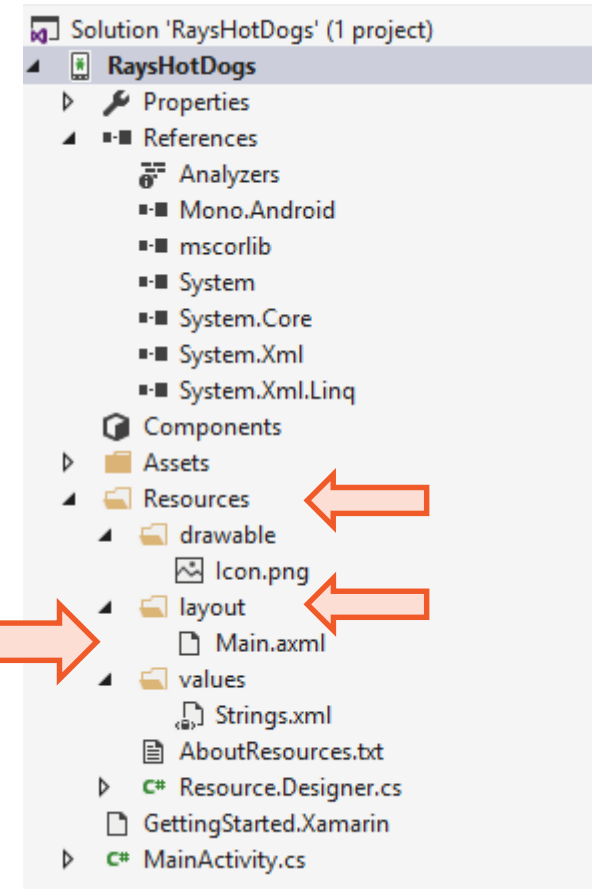 Solution 'RaysHotDogs' (1 project)
RaysHotDogs
Properties
References
Analyzers
Mono.Android
mscorlib
System
System.Core
System.Xml
System.Xml.Linq
Components
Assets
Resources
drawable
Icon.png
layout
Main.axml
values
Strings.xml
AboutResources.txt
C# Resource.Designer.cs
GettingStarted.Xamarin
C# MainActivity.cs